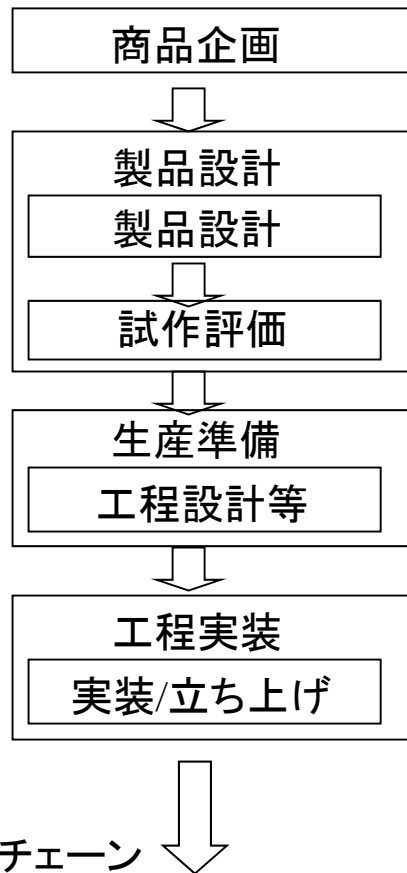 商品企画
製品設計
製品設計
試作評価
生産準備
工程設計等
工程実装
実装/立ち上げ
チェーン